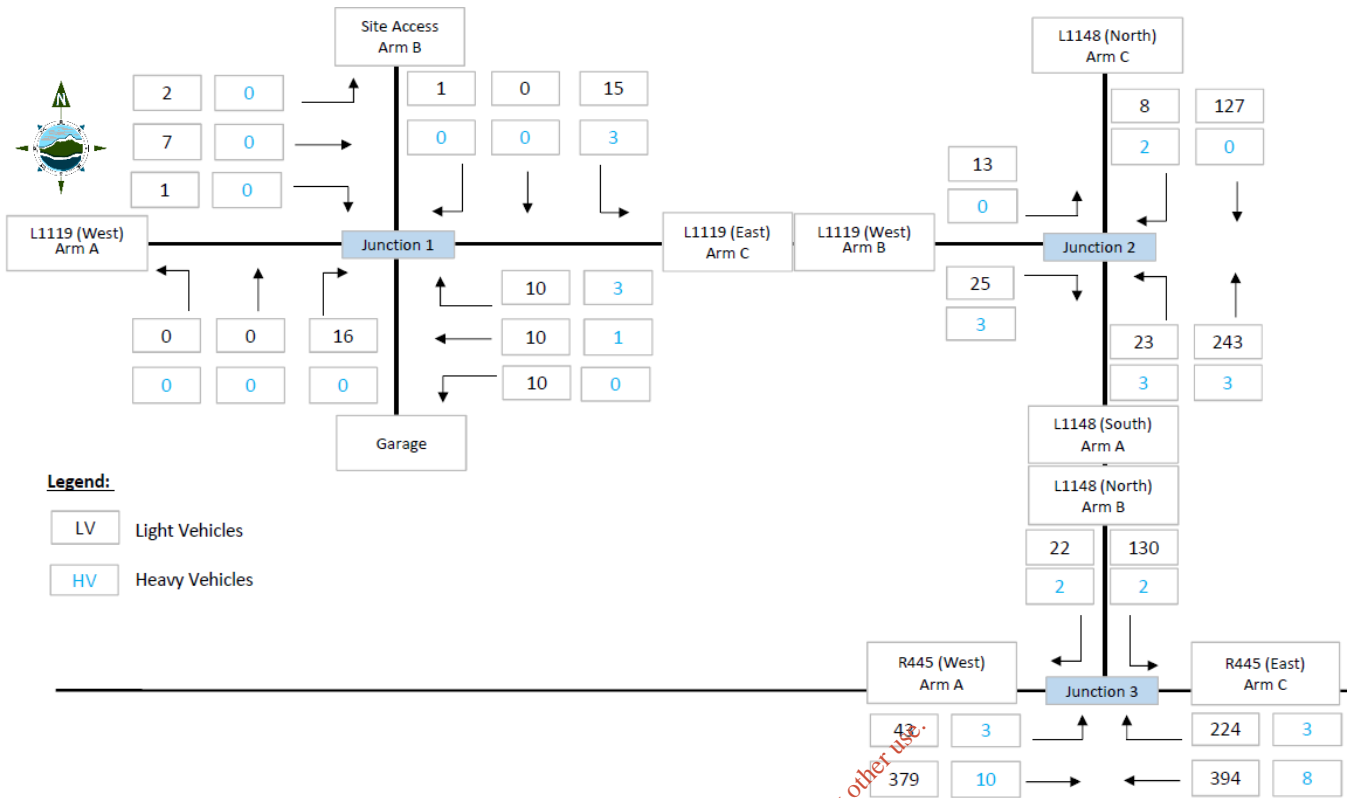 Site Access
Arm B
L1148 (North)
Arm C
N
2 0
7 0
1 0
1 0 15
0 0 3
8 127
2 0
13
0
L1119 (West)
Arm A
Junction 1
L1119 (East)
Arm C
L1119 (West)
Arm B
Junction 2
0 0 16
0 0 0
10 3
10 1
10 0
25
3
23 243
3 3
Garage
L1148 (South)
Arm A
L1148 (North)
Arm B
Legend:
LV Light Vehicles
HV Heavy Vehicles
22 130
2 2
R445 (West)
Arm A
Junction 3
R445 (East)
Arm C
43 3
379 10
224 3
394 8
other use.